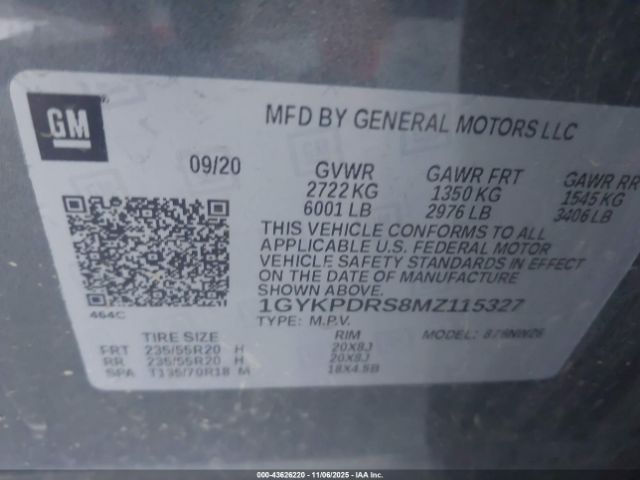 GM
MFD BY GENERAL MOTORS LLC
09/20 GVWR GAWR FRT GAWR RR
2722 KG 1350 KG 1545 KG
6001 LB 2976 LB 3406 LB
THIS VEHICLE CONFORMS TO ALL
APPLICABLE U.S. FEDERAL MOTOR
VEHICLE SAFETY STANDARDS IN EFFECT
ON THE DATE OF MANUFACTURE
SHOWN ABOVE.
464C
1GYKPDRS8MZ115327
TYPE: M.P.V. MODEL:
TIRE SIZE RIM
FRT 235/55R20 H 20X8J
RR 235/55R20 H 20X8J
SPA T135/70R18 M 18X4.5B
000-43626220 | 11/06/2025 | IAA Inc.